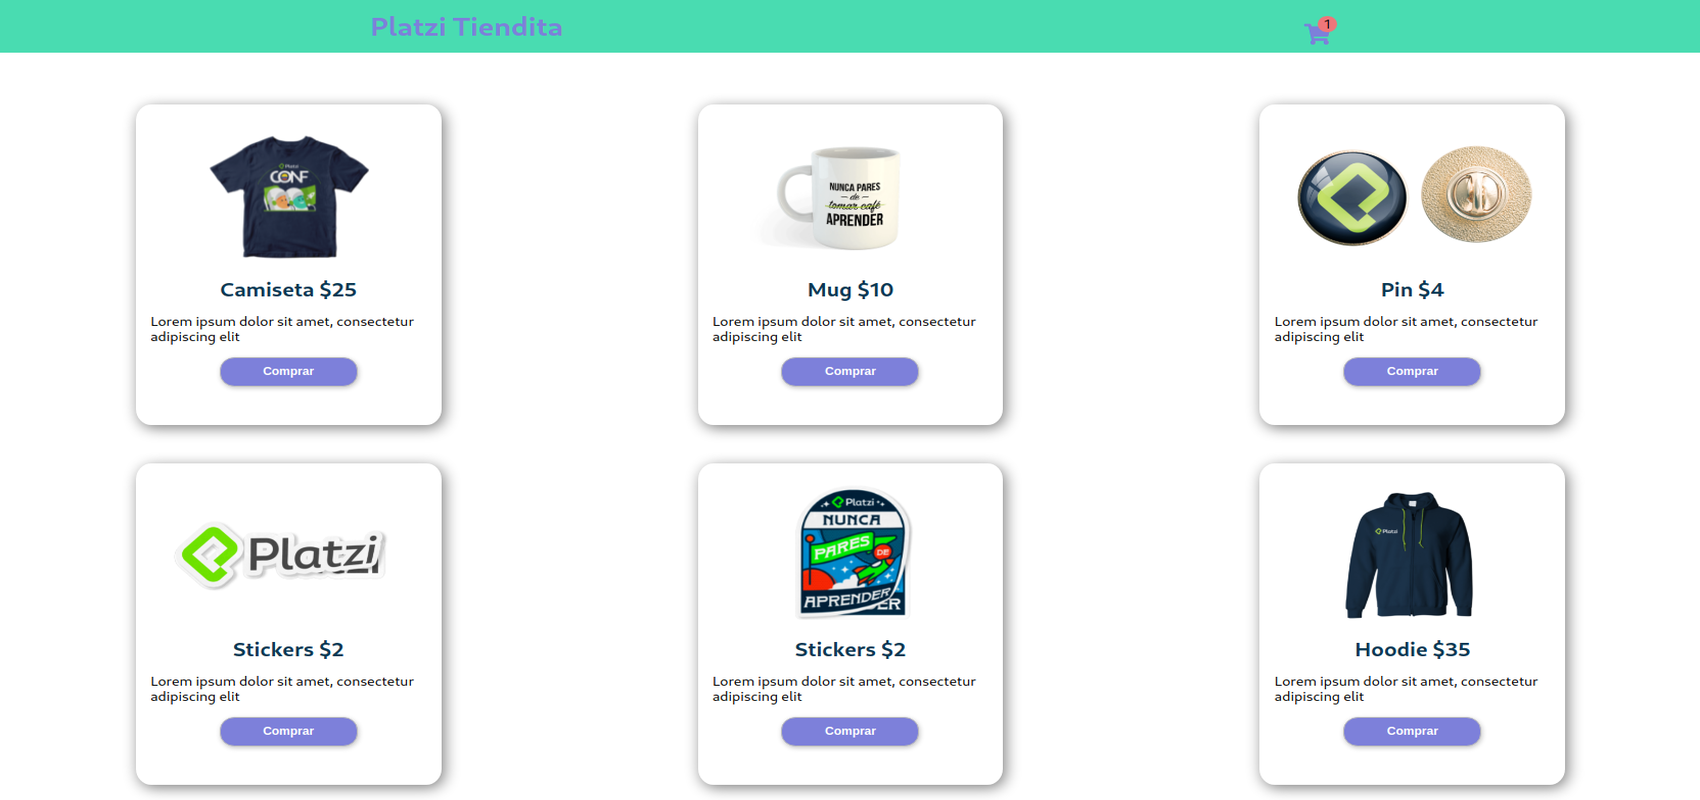 Platzi Tiendita
1
Platzi
CONF
NUNCA PARES
de
tomar café
APRENDER
Camiseta $25
Mug $10
Pin $4
Lorem ipsum dolor sit amet, consectetur
adipiscing elit
Lorem ipsum dolor sit amet, consectetur
adipiscing elit
Lorem ipsum dolor sit amet, consectetur
adipiscing elit
Comprar
Comprar
Comprar
Platzi
Platzi
NUNCA
PARES
DE
APRENDER
ER
Platzi
Stickers $2
Stickers $2
Hoodie $35
Lorem ipsum dolor sit amet, consectetur
adipiscing elit
Lorem ipsum dolor sit amet, consectetur
adipiscing elit
Lorem ipsum dolor sit amet, consectetur
adipiscing elit
Comprar
Comprar
Comprar